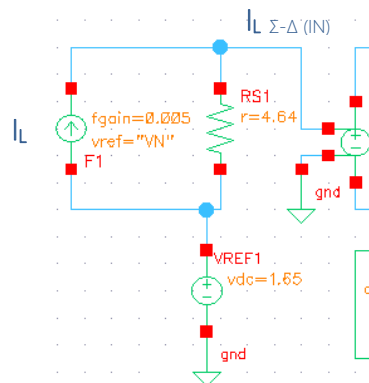 IL Σ-Δ (IN)
RS1
r=4.64
IL
fgain=0.005
vref="VN"
F1
gnd
VREF1
vdc=1.65
gnd